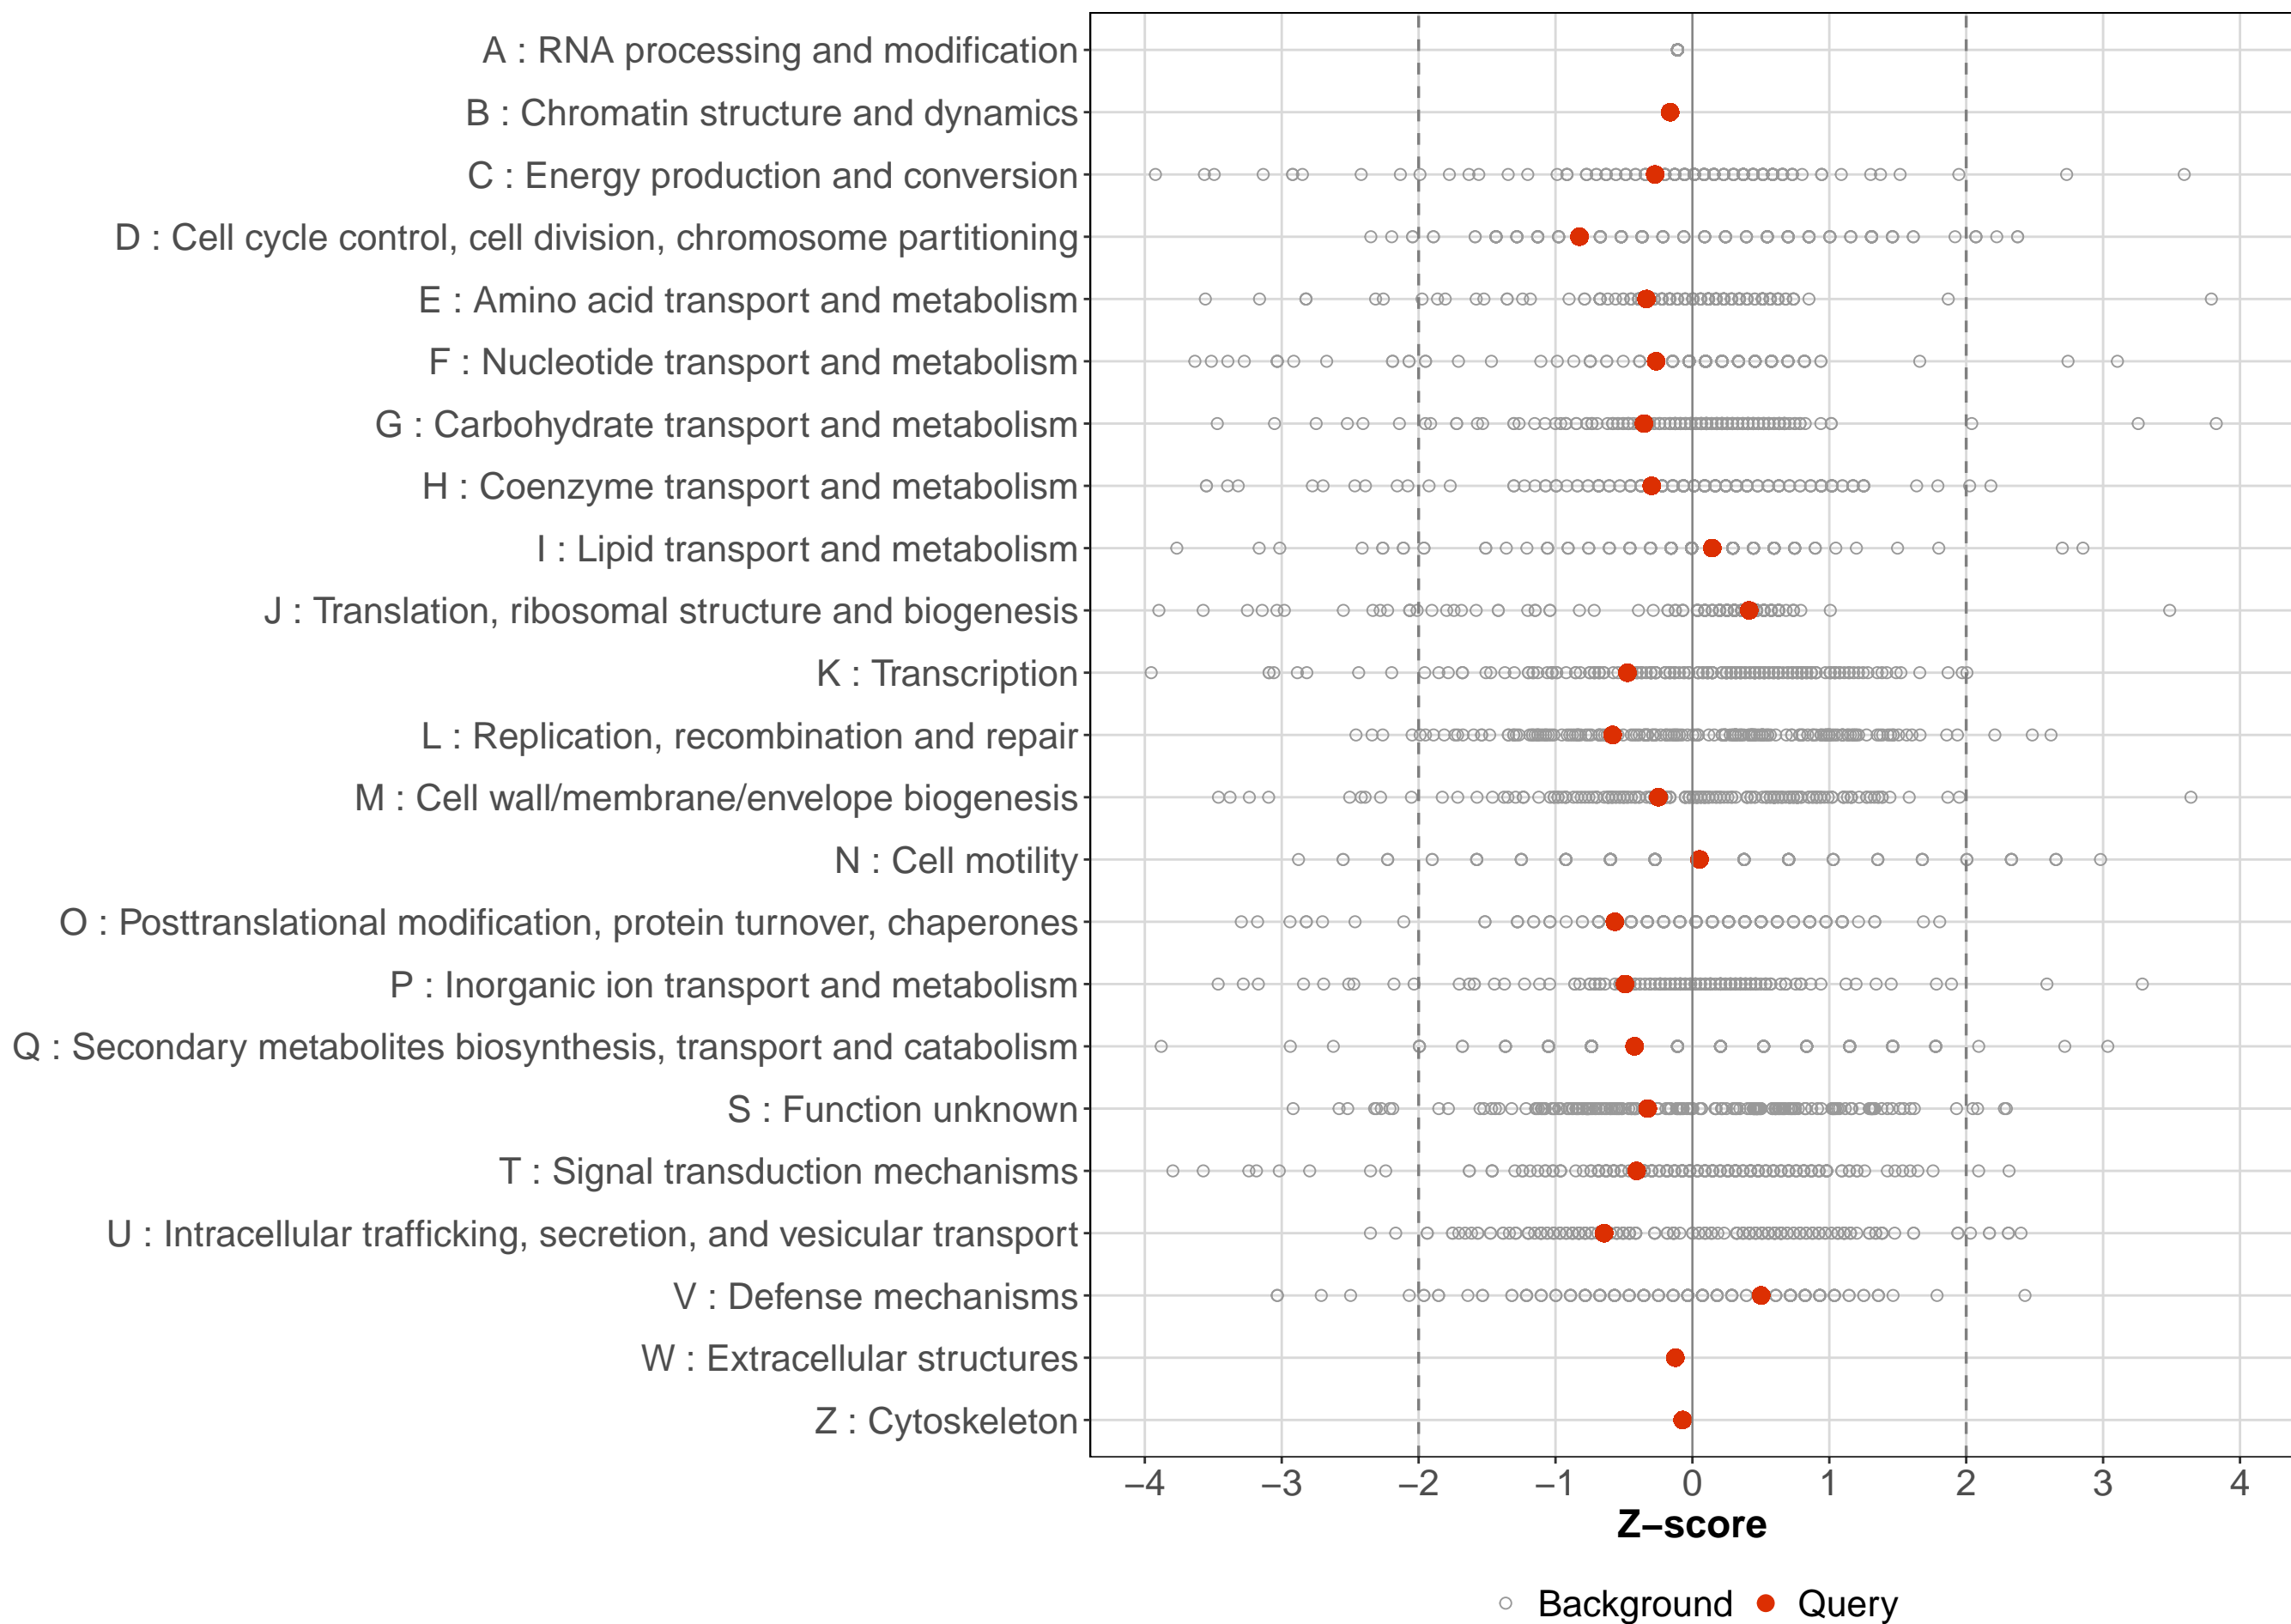 A : RNA processing and modification
B : Chromatin structure and dynamics
C : Energy production and conversion
D : Cell cycle control, cell division, chromosome partitioning
E : Amino acid transport and metabolism
F : Nucleotide transport and metabolism
G : Carbohydrate transport and metabolism
H : Coenzyme transport and metabolism
I : Lipid transport and metabolism
J : Translation, ribosomal structure and biogenesis
K : Transcription
L : Replication, recombination and repair
M : Cell wall/membrane/envelope biogenesis
N : Cell motility
O : Posttranslational modification, protein turnover, chaperones
P : Inorganic ion transport and metabolism
Q : Secondary metabolites biosynthesis, transport and catabolism
S : Function unknown
T : Signal transduction mechanisms
U : Intracellular trafficking, secretion, and vesicular transport
V : Defense mechanisms
W : Extracellular structures
Z : Cytoskeleton
−4 −3 −2 −1 0 1 2 3 4
Z−score
Background Query